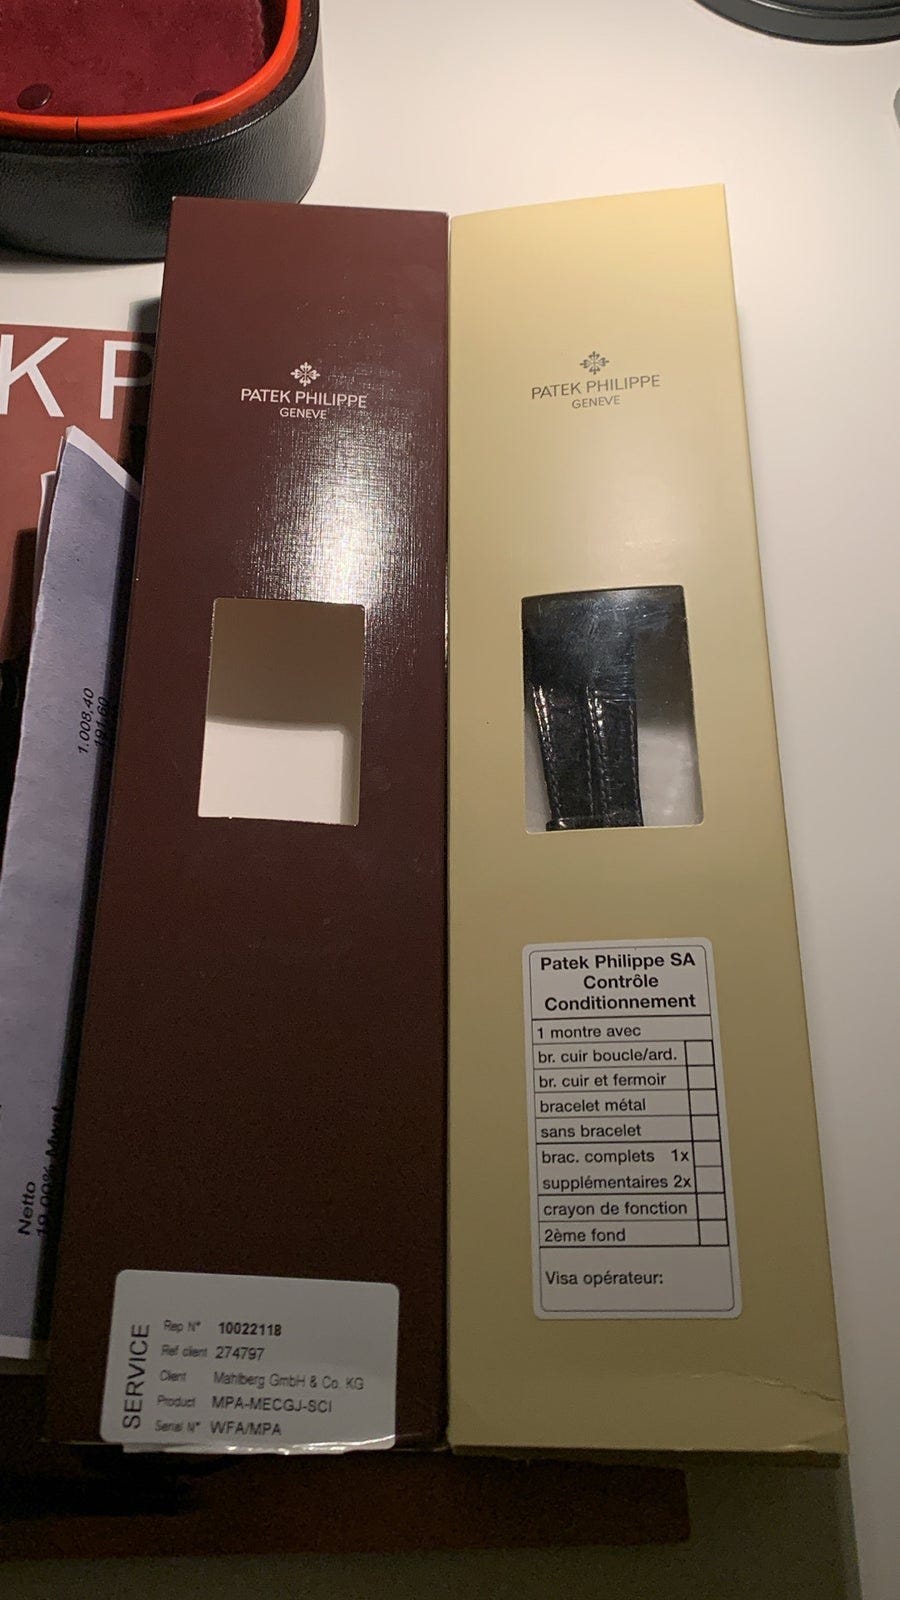 K P
PATEK PHILIPPE
GENEVE
PATEK PHILIPPE
GENEVE
1.008,40
191,60
Netto
19,00% Mwst
Patek Philippe SA
Contrôle
Conditionnement
1 montre avec
br. cuir boucle/ard.
br. cuir et fermoir
bracelet métal
sans bracelet
brac. complets 1x
supplémentaires 2x
crayon de fonction
2ème fond
Visa opérateur:
SERVICE
Rep N° 10022118
Ref client 274797
Client Mahlberg GmbH & Co. KG
Product MPA-MECGJ-SCI
Serial N° WFA/MPA